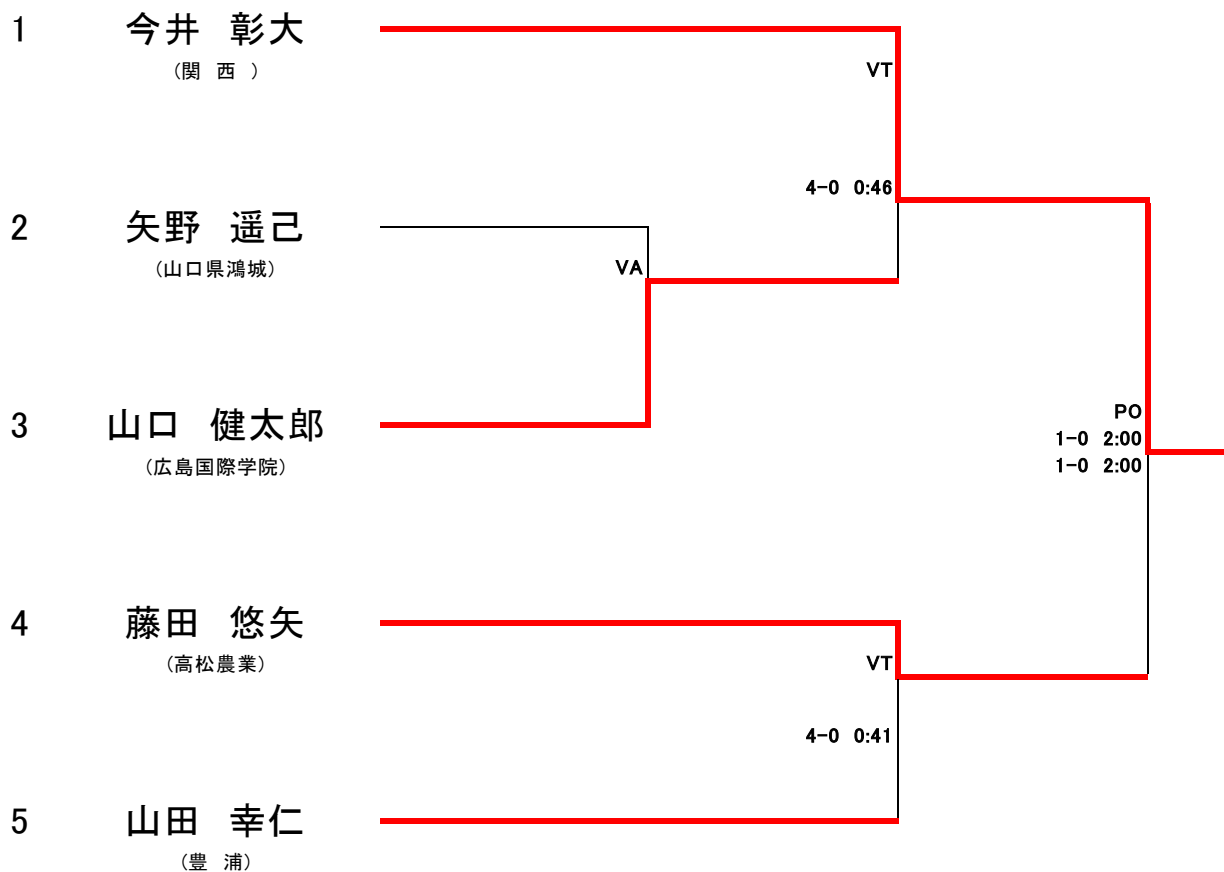 1 今井 彰大
(関 西 )
VT
4-0 0:46
2 矢野 遥己
(山口県鴻城)
VA
3 山口 健太郎
(広島国際学院)
PO
1-0 2:00
1-0 2:00
4 藤田 悠矢
(高松農業)
VT
4-0 0:41
5 山田 幸仁
(豊 浦)